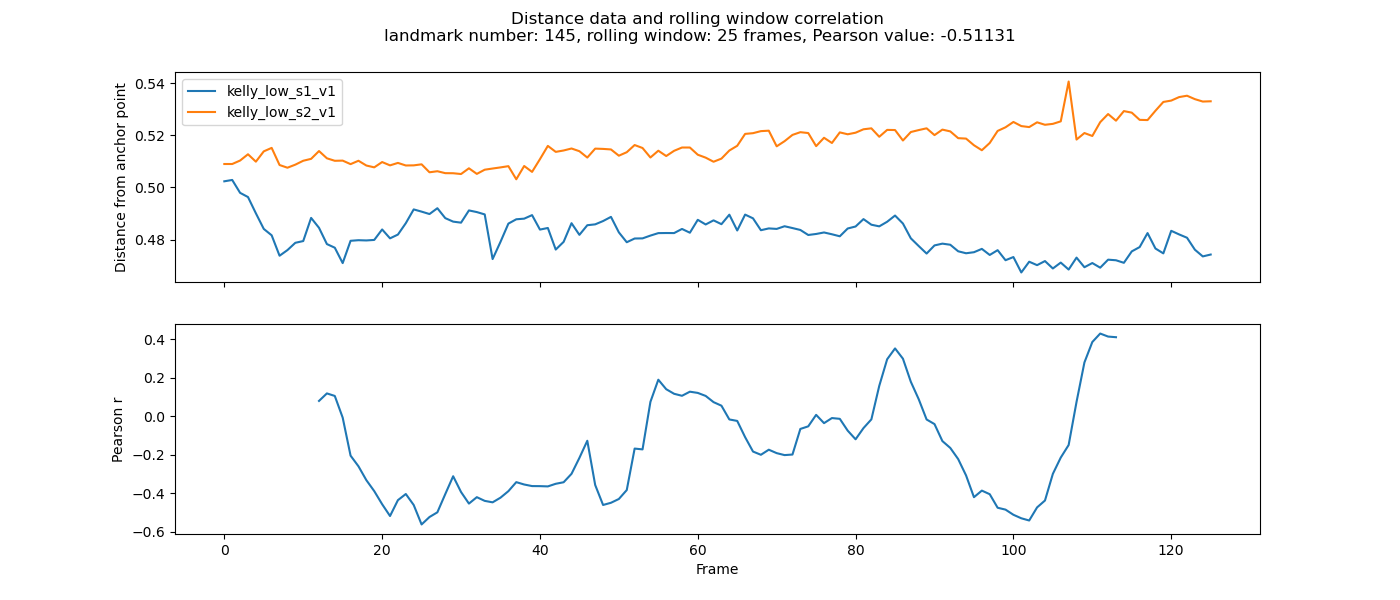 Distance data and rolling window correlation
landmark number: 145, rolling window: 25 frames, Pearson value: -0.51131
Distance from anchor point
0.54
0.52
0.50
0.48
kelly_low_s1_v1
kelly_low_s2_v1
Pearson r
0.4
0.2
0.0
−0.2
−0.4
−0.6
0 20 40 60 80 100 120
Frame